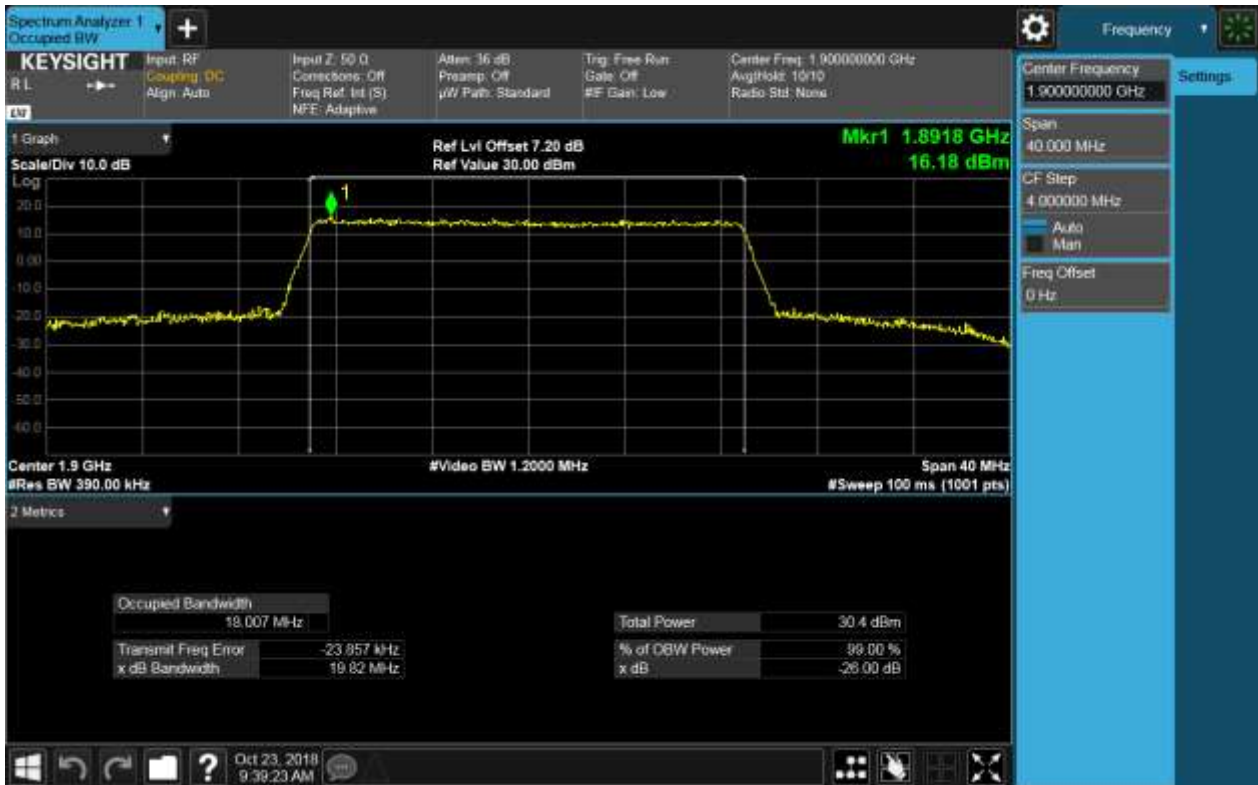 Spectrum Analyzer 1
Occupied BW
+
Frequency
KEYSIGHT
R L
Input: RF
Coupling: DC
Align: Auto
Input Z: 50 Ω
Corrections: Off
Freq Ref: Int (S)
NFE: Adaptive
Atten: 36 dB
Preamp: Off
µW Path: Standard
Trig: Free Run
Gate: Off
#IF Gain: Low
Center Freq: 1.900000000 GHz
Avg|Hold: 10/10
Radio Std: None
Center Frequency
1.900000000 GHz
Settings
Span
40.000 MHz
CF Step
4.000000 MHz
Auto
Man
Freq Offset
0 Hz
1 Graph
Scale/Div 10.0 dB
Ref Lvl Offset 7.20 dB
Ref Value 30.00 dBm
Mkr1 1.8918 GHz
16.18 dBm
Log
20.0
10.0
0.00
-10.0
-20.0
-30.0
-40.0
-50.0
-60.0
1
Center 1.9 GHz
#Video BW 1.2000 MHz
Span 40 MHz
#Res BW 390.00 kHz
#Sweep 100 ms (1001 pts)
2 Metrics
Occupied Bandwidth
18.007 MHz
Transmit Freq Error -23.857 kHz
x dB Bandwidth 19.82 MHz
Total Power 30.4 dBm
% of OBW Power 99.00 %
x dB -26.00 dB
?
Oct 23, 2018
9:39:23 AM